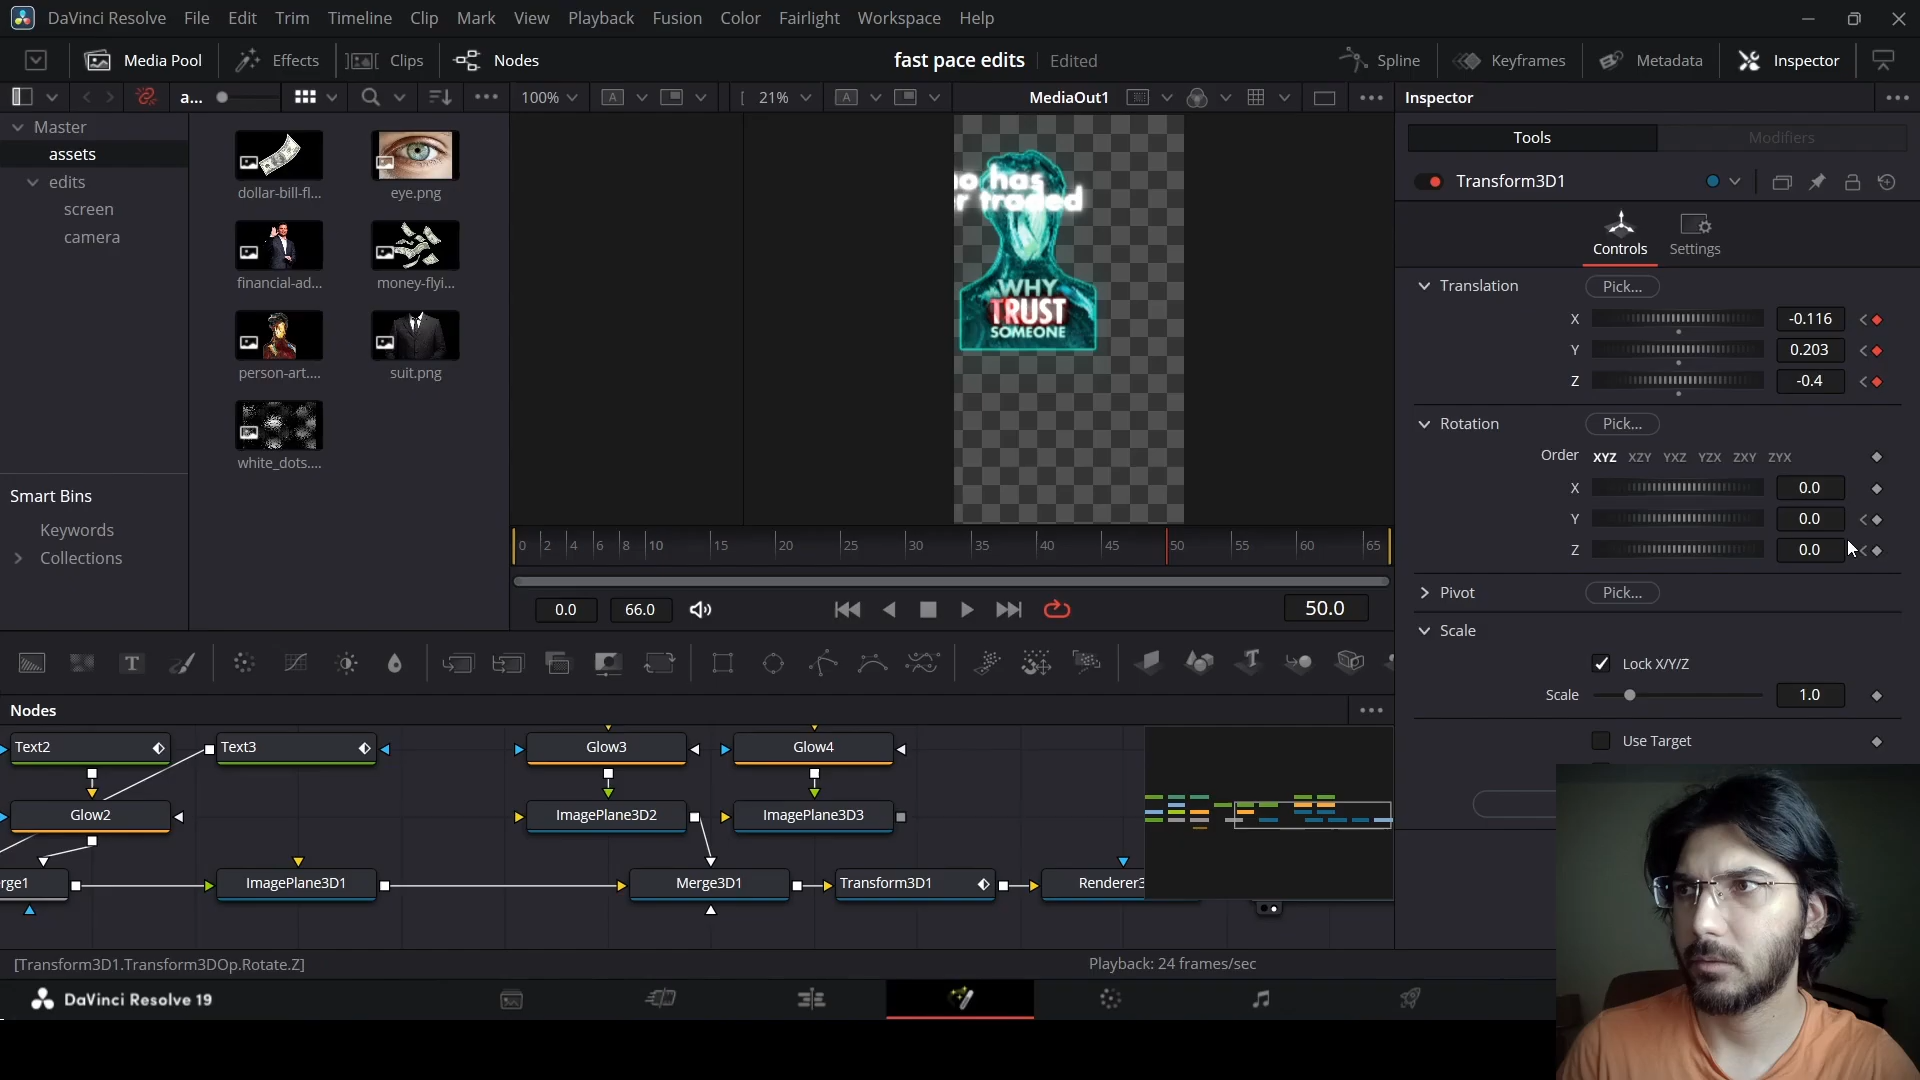 DaVinci Resolve File Edit Trim Timeline Clip Mark View Playback Fusion Color Fairlight Workspace Help
Media Pool Effects Clips Nodes fast pace edits Edited Spline Keyframes Metadata Inspector
a... 100% A 21% A MediaOut1 Inspector
Master
assets
edits
screen
camera
dollar-bill-fl...
eye.png
financial-ad...
money-flyi...
person-art....
suit.png
white_dots....
Smart Bins
Keywords
Collections
has
traded
WHY
TRUST
SOMEONE
0 2 4 6 8 10 15 20 25 30 35 40 45 50 55 60 65
0.0 66.0 50.0
Tools Modifiers
Transform3D1
Controls Settings
Translation Pick...
X -0.116
Y 0.203
Z -0.4
Rotation Pick...
Order XYZ XZY YXZ YZX ZXY ZYX
X 0.0
Y 0.0
Z 0.0
Pivot Pick...
Scale
Lock X/Y/Z
Scale 1.0
Use Target
T T
Nodes
Text2 Text3 Glow3 Glow4
Glow2 ImagePlane3D2 ImagePlane3D3
rge1 ImagePlane3D1 Merge3D1 Transform3D1 Renderer3
[Transform3D1.Transform3DOp.Rotate.Z] Playback: 24 frames/sec
DaVinci Resolve 19